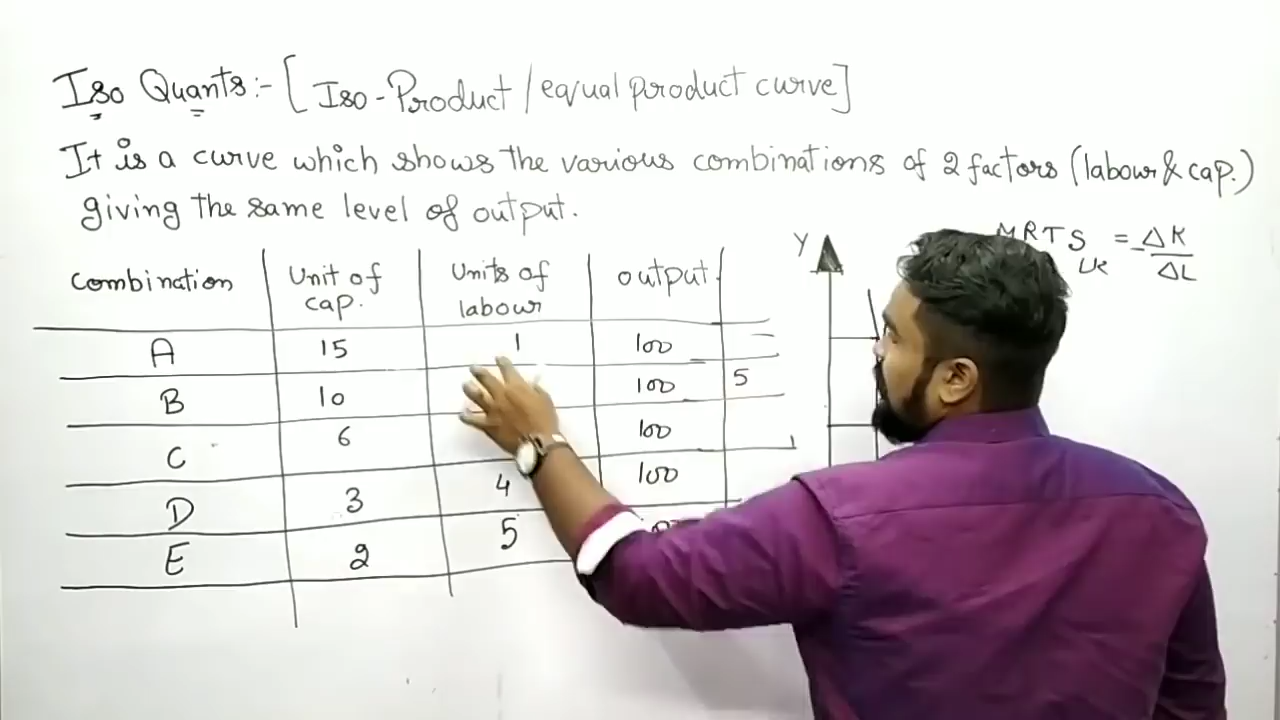 Iso Quants:- [Iso-Product/equal product curve]
It is a curve which shows the various combinations of 2 factors (labour & cap.)
giving the same level of output.
MRTS LK = -ΔK/ΔL
Y
Combination Unit of cap. Units of labour output
A 15 1 100
B 10 100 5
C 6 100
D 3 4 100
E 2 5